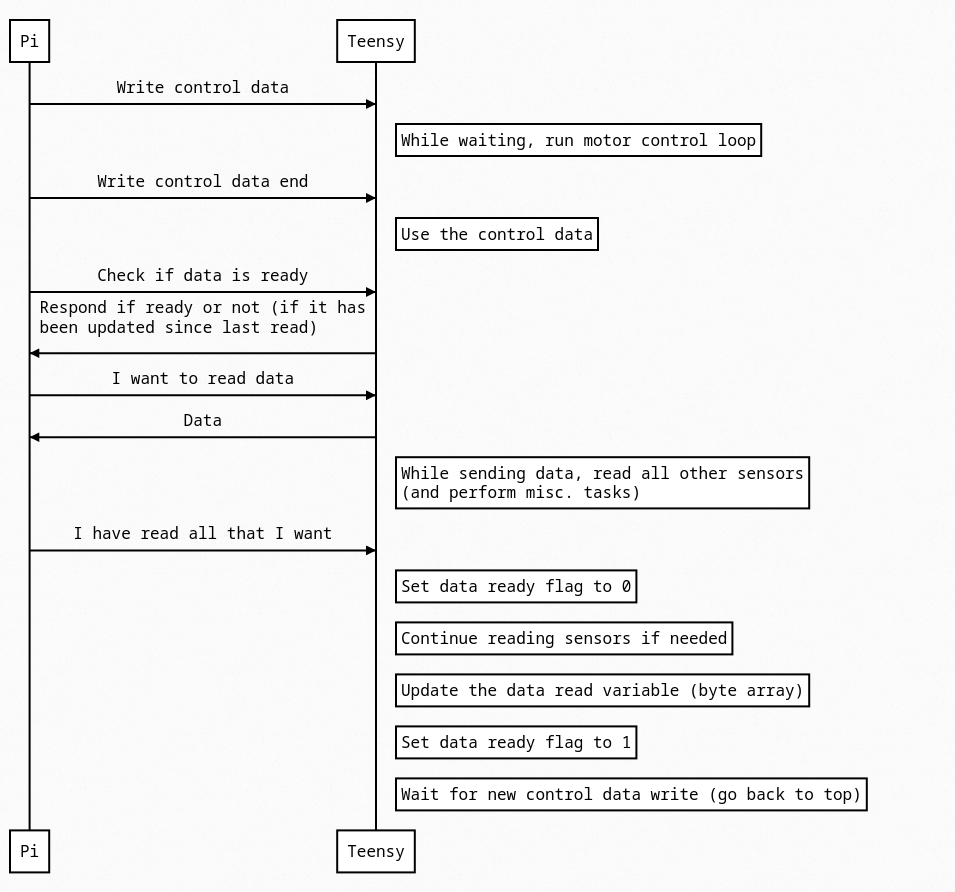 Pi
Teensy
Write control data
While waiting, run motor control loop
Write control data end
Use the control data
Check if data is ready
Respond if ready or not (if it has
been updated since last read)
I want to read data
Data
While sending data, read all other sensors
(and perform misc. tasks)
I have read all that I want
Set data ready flag to 0
Continue reading sensors if needed
Update the data read variable (byte array)
Set data ready flag to 1
Wait for new control data write (go back to top)
Pi
Teensy